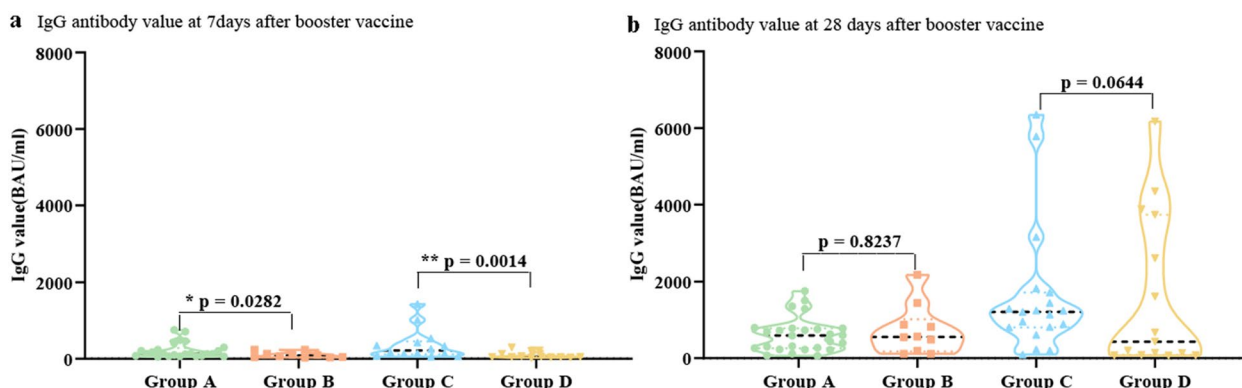 a IgG antibody value at 7days after booster vaccine
IgG value(BAU/ml)
8000
6000
4000
2000
0
* p = 0.0282
** p = 0.0014
Group A Group B Group C Group D
b IgG antibody value at 28 days after booster vaccine
IgG value(BAU/ml)
8000
6000
4000
2000
0
p = 0.8237
p = 0.0644
Group A Group B Group C Group D